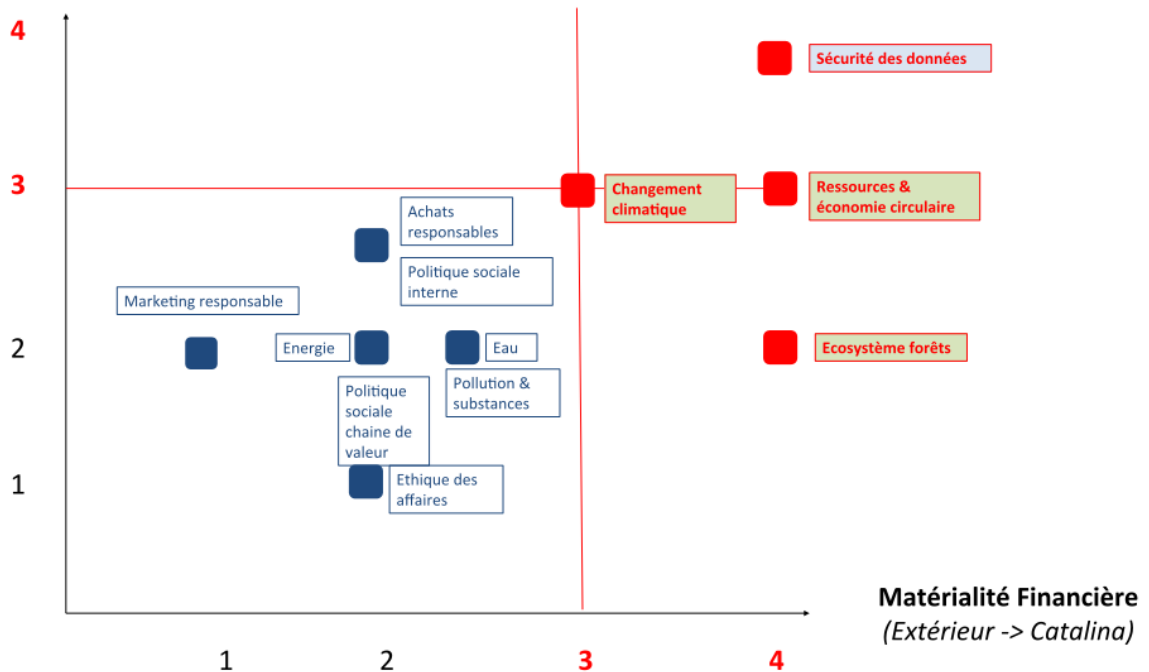 4
Sécurité des données
3
Changement
climatique
Ressources &
économie circulaire
Achats
responsables
Politique sociale
interne
Marketing responsable
2
Energie
Eau
Ecosystème forêts
Pollution &
substances
Politique
sociale
chaine de
valeur
1
Ethique des
affaires
Matérialité Financière
(Extérieur -> Catalina)
1
2
3
4